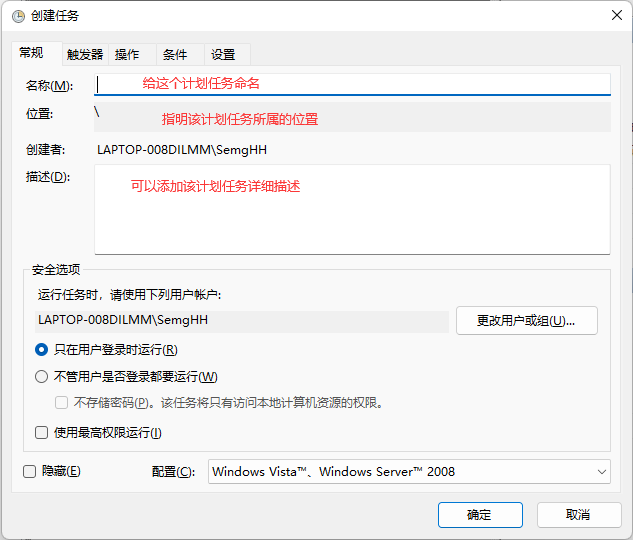 创建任务
常规 触发器 操作 条件 设置
名称(M): 给这个计划任务命名
位置: \ 指明该计划任务所属的位置
创建者: LAPTOP-008DILMM\SemgHH
描述(D): 可以添加该计划任务详细描述
安全选项
运行任务时，请使用下列用户帐户:
LAPTOP-008DILMM\SemgHH 更改用户或组(U)...
只在用户登录时运行(R)
不管用户是否登录都要运行(W)
不存储密码(P)。该任务将只有访问本地计算机资源的权限。
使用最高权限运行(I)
隐藏(E) 配置(C): Windows Vista™、Windows Server™ 2008
确定 取消